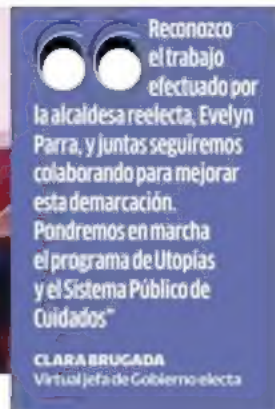 Reconozco
el trabajo
efectuado por
la alcaldesa reelecta, Evelyn
Parra, y juntas seguiremos
colaborando para mejorar
esta demarcación.
Pondremos en marcha
el programa de Utopías
y el Sistema Público de
Cuidados"
CLARA BRUGADA
Virtual Jefa de Gobierno electa